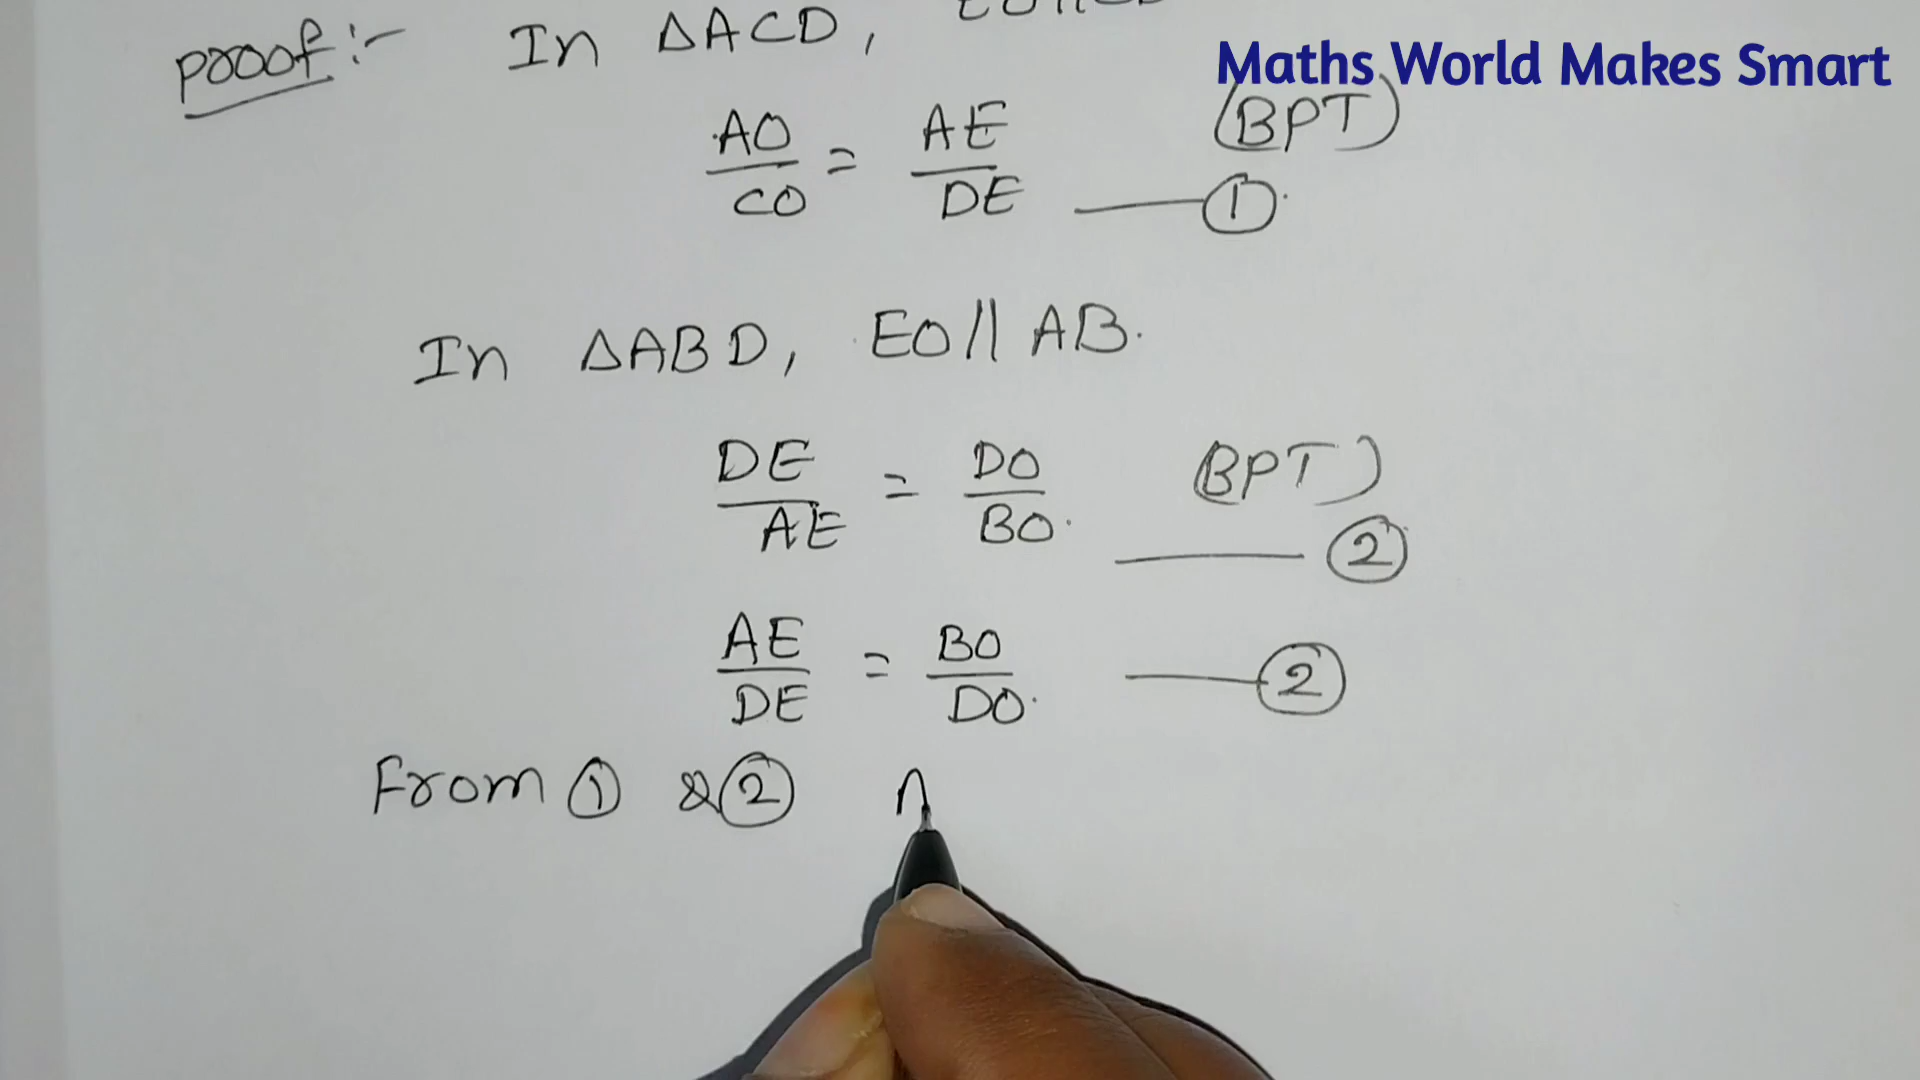 Proof:- In ΔACD,
Maths World Makes Smart
AO/CO = AE/DE (BPT)
—— ①
In ΔABD, EO || AB.
DE/AE = DO/BO. (BPT)
—— ②
AE/DE = BO/DO. —— ②
From ① & ②